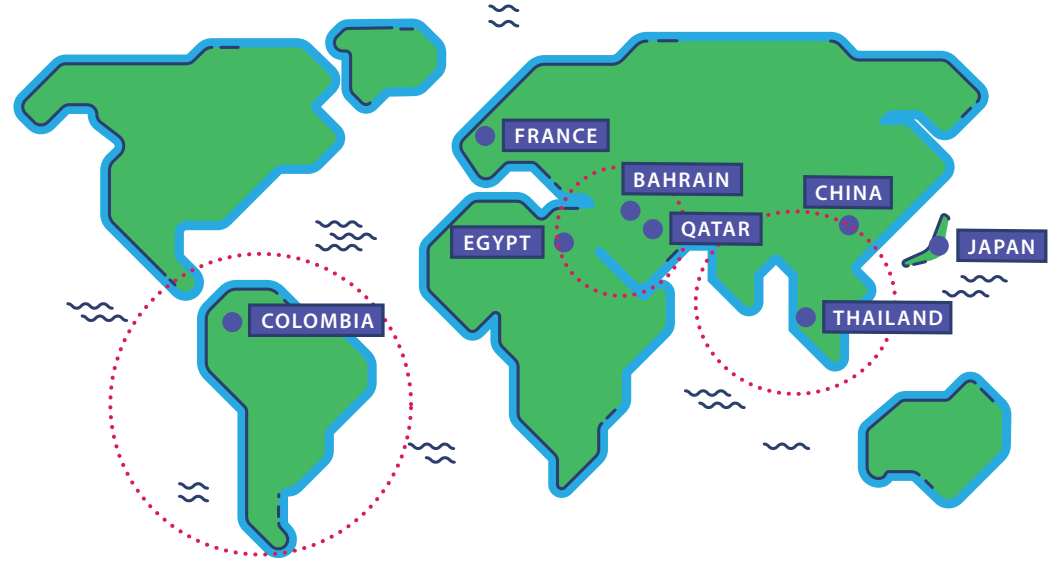 FRANCE
BAHRAIN
CHINA
EGYPT
QATAR
JAPAN
COLOMBIA
THAILAND